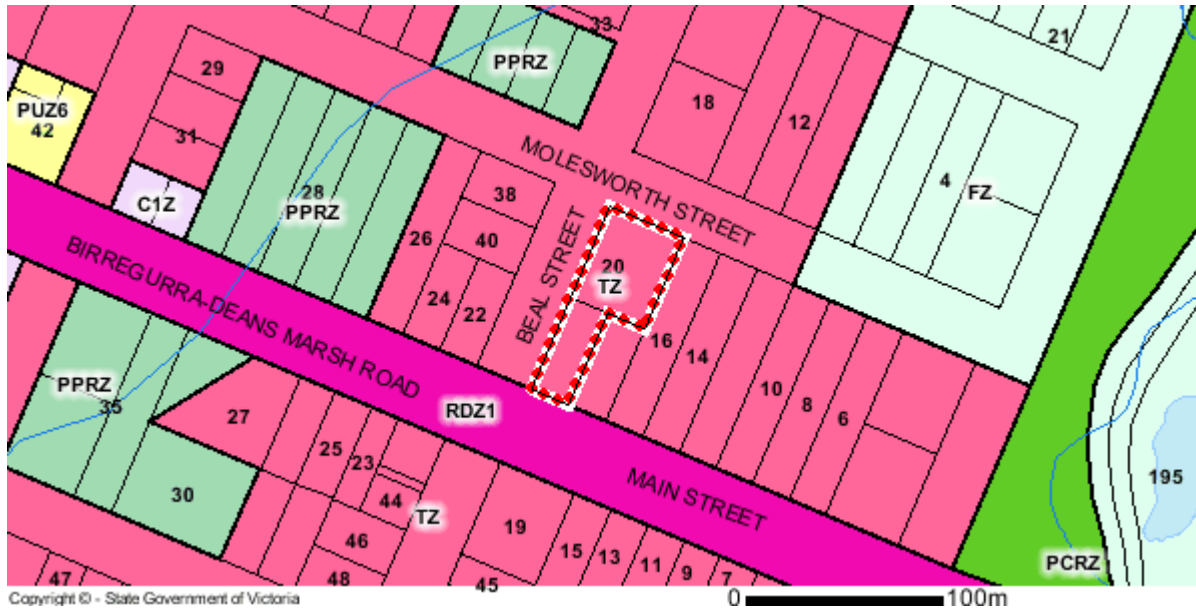 33
21
29
PPRZ
PUZ6
42
18
12
31
MOLESWORTH STREET
4
FZ
28
PPRZ
38
C1Z
26
40
BEAL STREET
20
TZ
BIRREGURRA-DEANS MARSH ROAD
24
22
16
14
10
8
6
PPRZ
35
RDZ1
27
25
23
MAIN STREET
195
30
44
TZ
19
46
15
13
11
9
7
PCRZ
47
48
45
Copyright © - State Government of Victoria
0
100m